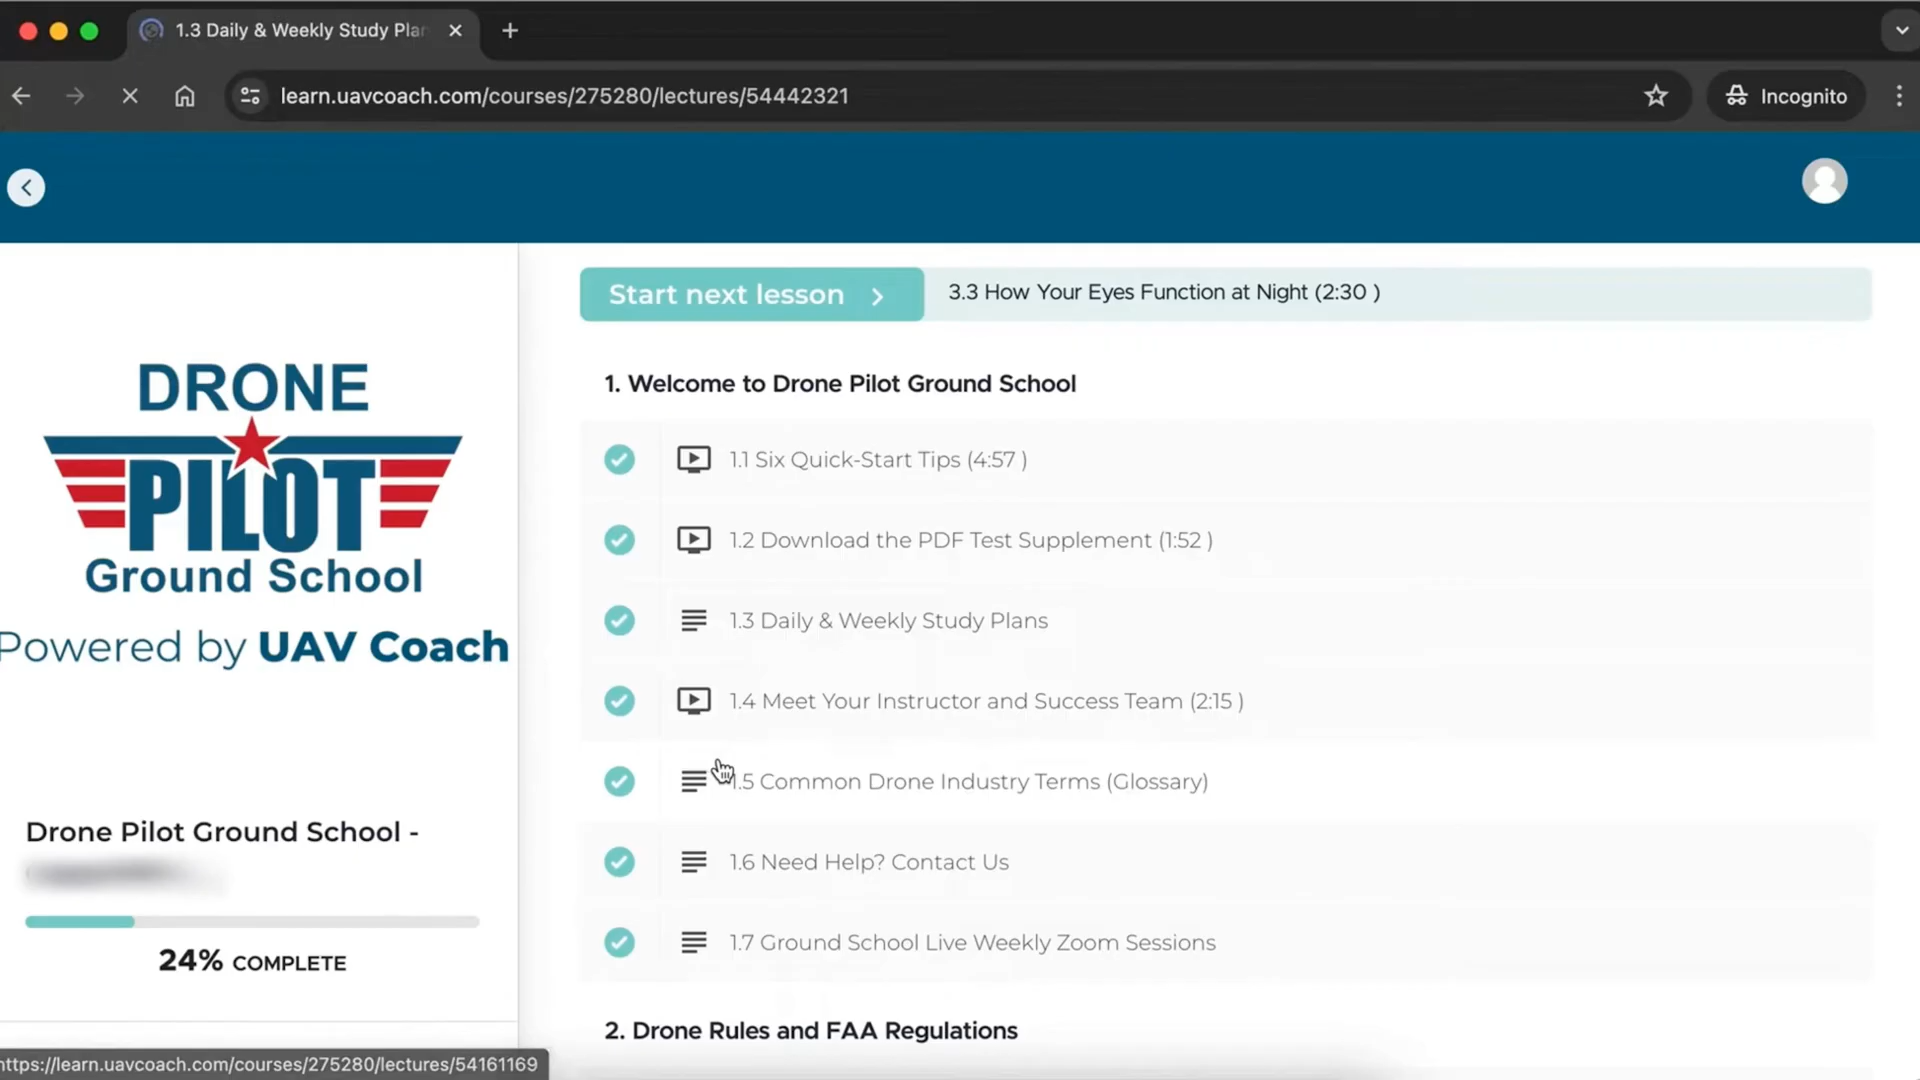 1.3 Daily & Weekly Study Plan
learn.uavcoach.com/courses/275280/lectures/54442321
Incognito
DRONE
PILOT
Ground School
Powered by UAV Coach
Drone Pilot Ground School -
24% COMPLETE
Start next lesson
3.3 How Your Eyes Function at Night (2:30 )
1. Welcome to Drone Pilot Ground School
1.1 Six Quick-Start Tips (4:57 )
1.2 Download the PDF Test Supplement (1:52 )
1.3 Daily & Weekly Study Plans
1.4 Meet Your Instructor and Success Team (2:15 )
1.5 Common Drone Industry Terms (Glossary)
1.6 Need Help? Contact Us
1.7 Ground School Live Weekly Zoom Sessions
2. Drone Rules and FAA Regulations
https://learn.uavcoach.com/courses/275280/lectures/54161169